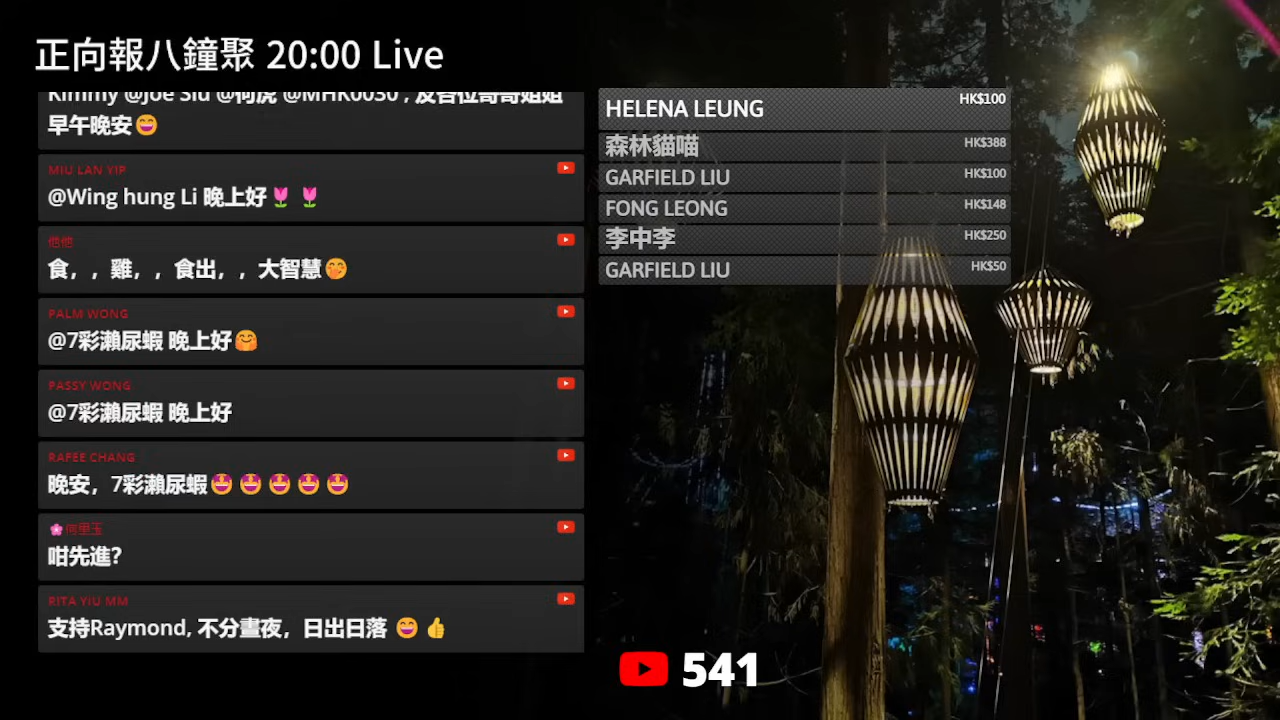 正向報八鐘聚 20:00 Live
早午晚安😄
MIU LAN YIP
@Wing hung Li 晚上好🌷🌷
他他
食，，雞，，食出，，大智慧🤭
PALM WONG
@7彩瀨尿蝦 晚上好🤗
PASSY WONG
@7彩瀨尿蝦 晚上好
RAFEE CHANG
晚安，7彩瀨尿蝦🤩🤩🤩🤩🤩
🌸何里玉
咁先進?
RITA YIU MM
支持Raymond, 不分晝夜，日出日落 😄👍
HELENA LEUNG HK$100
森林貓喵 HK$388
GARFIELD LIU HK$100
FONG LEONG HK$148
李中李 HK$250
GARFIELD LIU HK$50
541